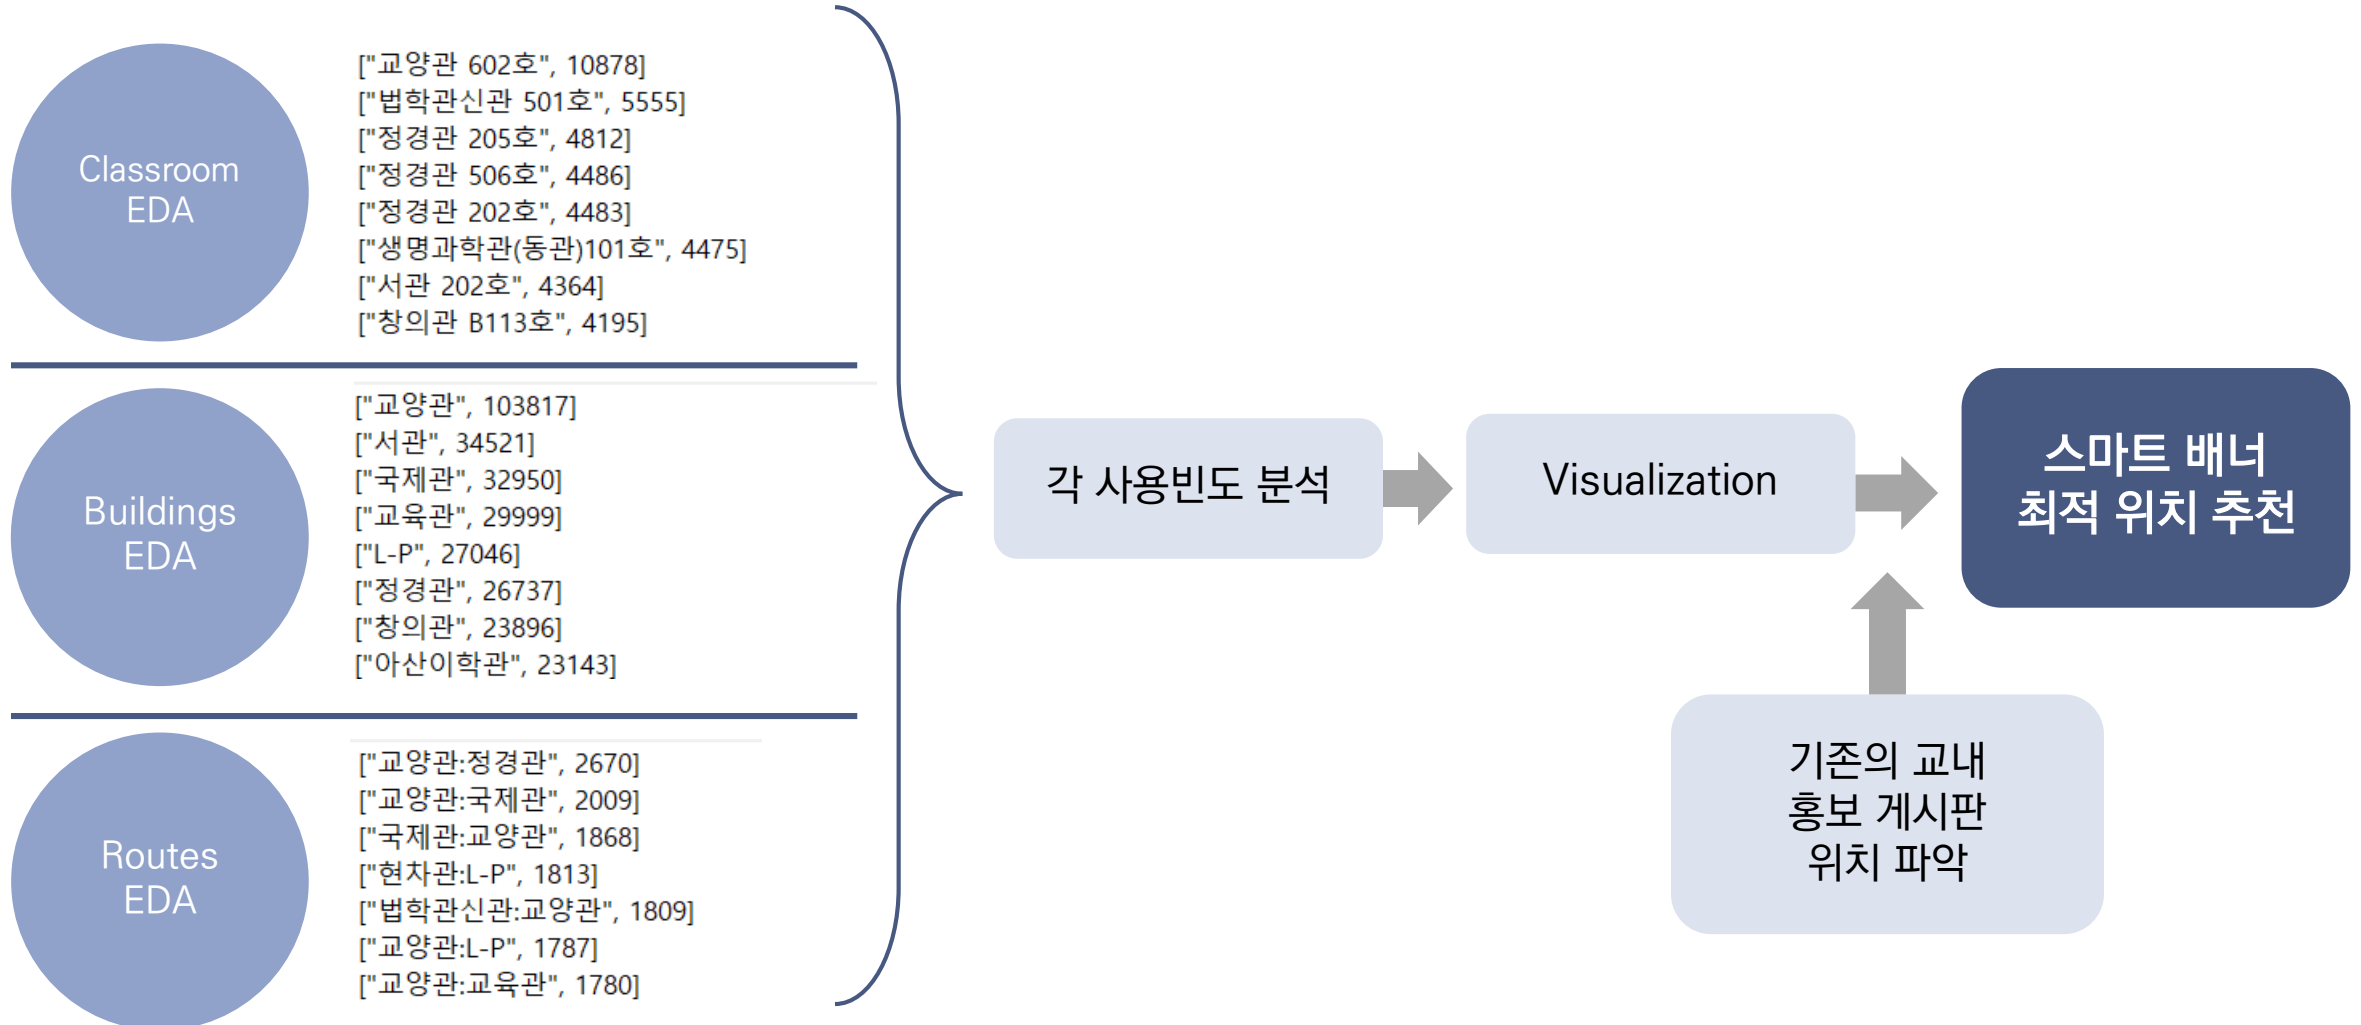 Classroom
EDA
["교양관 602호", 10878]
["법학관신관 501호", 5555]
["정경관 205호", 4812]
["정경관 506호", 4486]
["정경관 202호", 4483]
["생명과학관(동관)101호", 4475]
["서관 202호", 4364]
["창의관 B113호", 4195]
Buildings
EDA
["교양관", 103817]
["서관", 34521]
["국제관", 32950]
["교육관", 29999]
["L-P", 27046]
["정경관", 26737]
["창의관", 23896]
["아산이학관", 23143]
Routes
EDA
["교양관:정경관", 2670]
["교양관:국제관", 2009]
["국제관:교양관", 1868]
["현차관:L-P", 1813]
["법학관신관:교양관", 1809]
["교양관:L-P", 1787]
["교양관:교육관", 1780]
각 사용빈도 분석
Visualization
스마트 배너
최적 위치 추천
기존의 교내
홍보 게시판
위치 파악